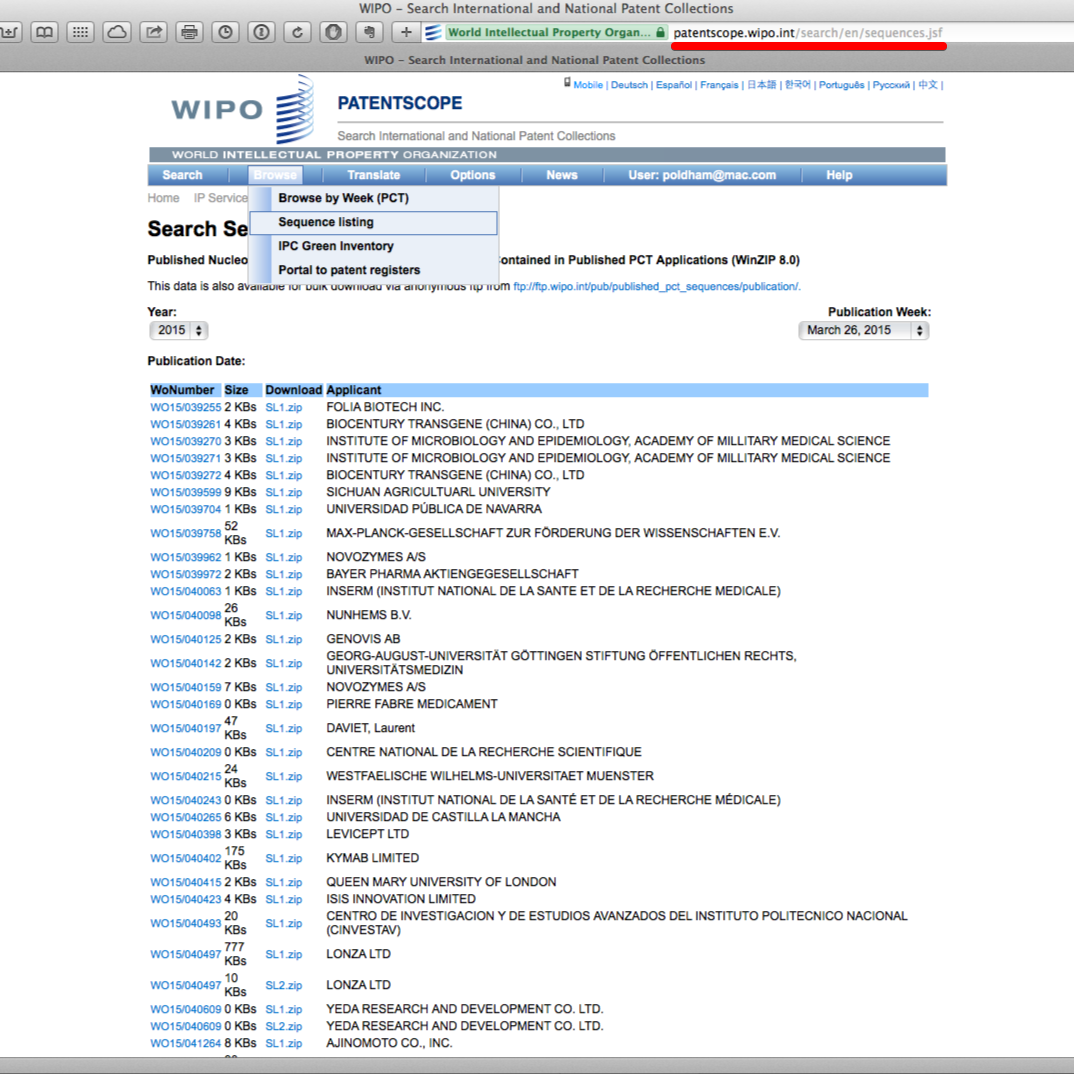 WIPO – Search International and National Patent Collections
World Intellectual Property Organ... patentscope.wipo.int/search/en/sequences.jsf
WIPO – Search International and National Patent Collections
Mobile | Deutsch | Español | Français | 日本語 | 한국어 | Português | Русский | 中文 |
WIPO
PATENTSCOPE
Search International and National Patent Collections
WORLD INTELLECTUAL PROPERTY ORGANIZATION
Search Browse Translate Options News User: poldham@mac.com Help
Home IP Service
Browse by Week (PCT)
Sequence listing
IPC Green Inventory
Portal to patent registers
Search Se
Published Nucleo ontained in Published PCT Applications (WinZIP 8.0)
This data is also available for bulk download via anonymous ftp from ftp://ftp.wipo.int/pub/published_pct_sequences/publication/.
Year: Publication Week:
2015 March 26, 2015
Publication Date:
WoNumber Size Download Applicant
WO15/039255 2 KBs SL1.zip FOLIA BIOTECH INC.
WO15/039261 4 KBs SL1.zip BIOCENTURY TRANSGENE (CHINA) CO., LTD
WO15/039270 3 KBs SL1.zip INSTITUTE OF MICROBIOLOGY AND EPIDEMIOLOGY, ACADEMY OF MILLITARY MEDICAL SCIENCE
WO15/039271 3 KBs SL1.zip INSTITUTE OF MICROBIOLOGY AND EPIDEMIOLOGY, ACADEMY OF MILLITARY MEDICAL SCIENCE
WO15/039272 4 KBs SL1.zip BIOCENTURY TRANSGENE (CHINA) CO., LTD
WO15/039599 9 KBs SL1.zip SICHUAN AGRICULTUARL UNIVERSITY
WO15/039704 1 KBs SL1.zip UNIVERSIDAD PÚBLICA DE NAVARRA
WO15/039758 52 KBs SL1.zip MAX-PLANCK-GESELLSCHAFT ZUR FÖRDERUNG DER WISSENSCHAFTEN E.V.
WO15/039962 1 KBs SL1.zip NOVOZYMES A/S
WO15/039972 2 KBs SL1.zip BAYER PHARMA AKTIENGEGESELLSCHAFT
WO15/040063 1 KBs SL1.zip INSERM (INSTITUT NATIONAL DE LA SANTE ET DE LA RECHERCHE MEDICALE)
WO15/040098 26 KBs SL1.zip NUNHEMS B.V.
WO15/040125 2 KBs SL1.zip GENOVIS AB
WO15/040142 2 KBs SL1.zip GEORG-AUGUST-UNIVERSITÄT GÖTTINGEN STIFTUNG ÖFFENTLICHEN RECHTS,
UNIVERSITÄTSMEDIZIN
WO15/040159 7 KBs SL1.zip NOVOZYMES A/S
WO15/040169 0 KBs SL1.zip PIERRE FABRE MEDICAMENT
WO15/040197 47 KBs SL1.zip DAVIET, Laurent
WO15/040209 0 KBs SL1.zip CENTRE NATIONAL DE LA RECHERCHE SCIENTIFIQUE
WO15/040215 24 KBs SL1.zip WESTFAELISCHE WILHELMS-UNIVERSITAET MUENSTER
WO15/040243 0 KBs SL1.zip INSERM (INSTITUT NATIONAL DE LA SANTÉ ET DE LA RECHERCHE MÉDICALE)
WO15/040265 6 KBs SL1.zip UNIVERSIDAD DE CASTILLA LA MANCHA
WO15/040398 3 KBs SL1.zip LEVICEPT LTD
WO15/040402 175 KBs SL1.zip KYMAB LIMITED
WO15/040415 2 KBs SL1.zip QUEEN MARY UNIVERSITY OF LONDON
WO15/040423 4 KBs SL1.zip ISIS INNOVATION LIMITED
WO15/040493 20 KBs SL1.zip CENTRO DE INVESTIGACION Y DE ESTUDIOS AVANZADOS DEL INSTITUTO POLITECNICO NACIONAL
(CINVESTAV)
WO15/040497 777 KBs SL1.zip LONZA LTD
WO15/040497 10 KBs SL2.zip LONZA LTD
WO15/040609 0 KBs SL1.zip YEDA RESEARCH AND DEVELOPMENT CO. LTD.
WO15/040609 0 KBs SL2.zip YEDA RESEARCH AND DEVELOPMENT CO. LTD.
WO15/041264 8 KBs SL1.zip AJINOMOTO CO., INC.